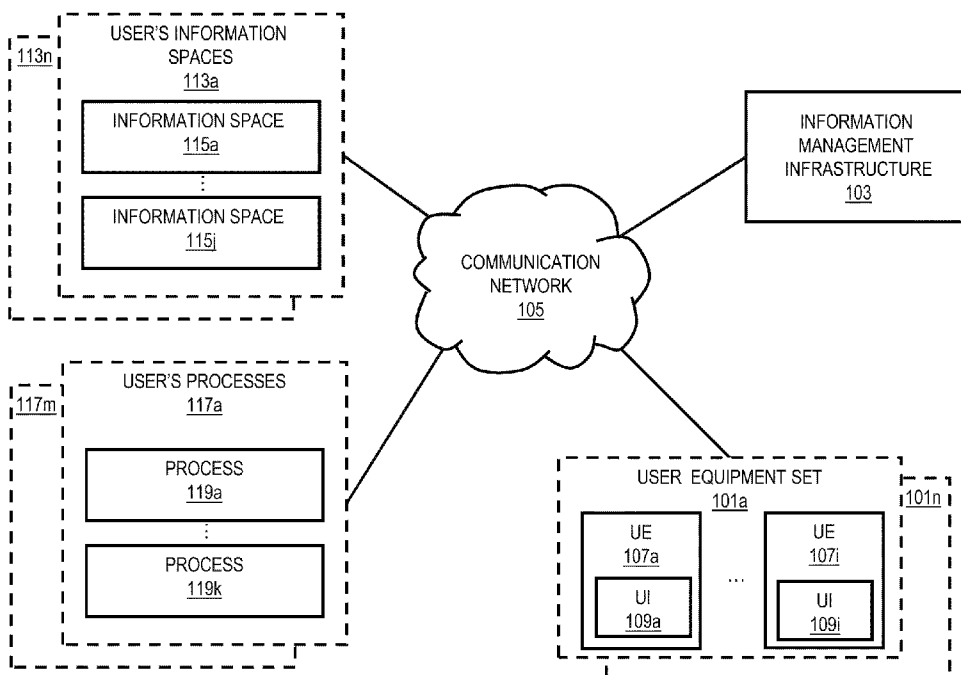 113n
USER'S INFORMATION
SPACES
113a
INFORMATION SPACE
115a
⋮
INFORMATION SPACE
115j
INFORMATION
MANAGEMENT
INFRASTRUCTURE
103
COMMUNICATION
NETWORK
105
117m
USER'S PROCESSES
117a
PROCESS
119a
⋮
PROCESS
119k
USER EQUIPMENT SET
101a
101n
UE
107a
UI
109a
...
UE
107i
UI
109i